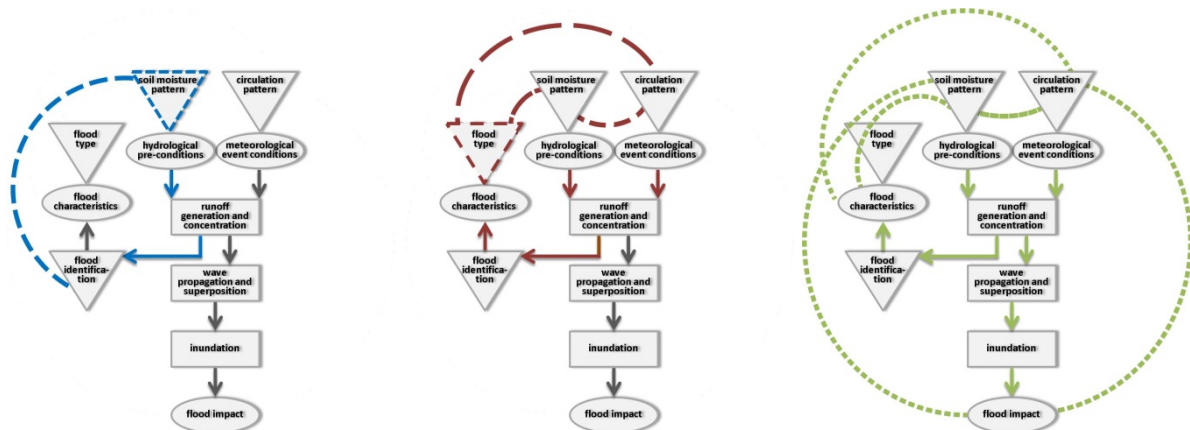 soil moisture
pattern
circulation
pattern
flood
type
hydrological
pre-conditions
meteorological
event conditions
flood
characteristics
runoff
generation and
concentration
flood
identifica-
tion
wave
propagation and
superposition
inundation
flood impact
soil moisture
pattern
circulation
pattern
flood
type
hydrological
pre-conditions
meteorological
event conditions
flood
characteristics
runoff
generation and
concentration
flood
identifica-
tion
wave
propagation and
superposition
inundation
flood impact
soil moisture
pattern
circulation
pattern
flood
type
hydrological
pre-conditions
meteorological
event conditions
flood
characteristics
runoff
generation and
concentration
flood
identifica-
tion
wave
propagation and
superposition
inundation
flood impact